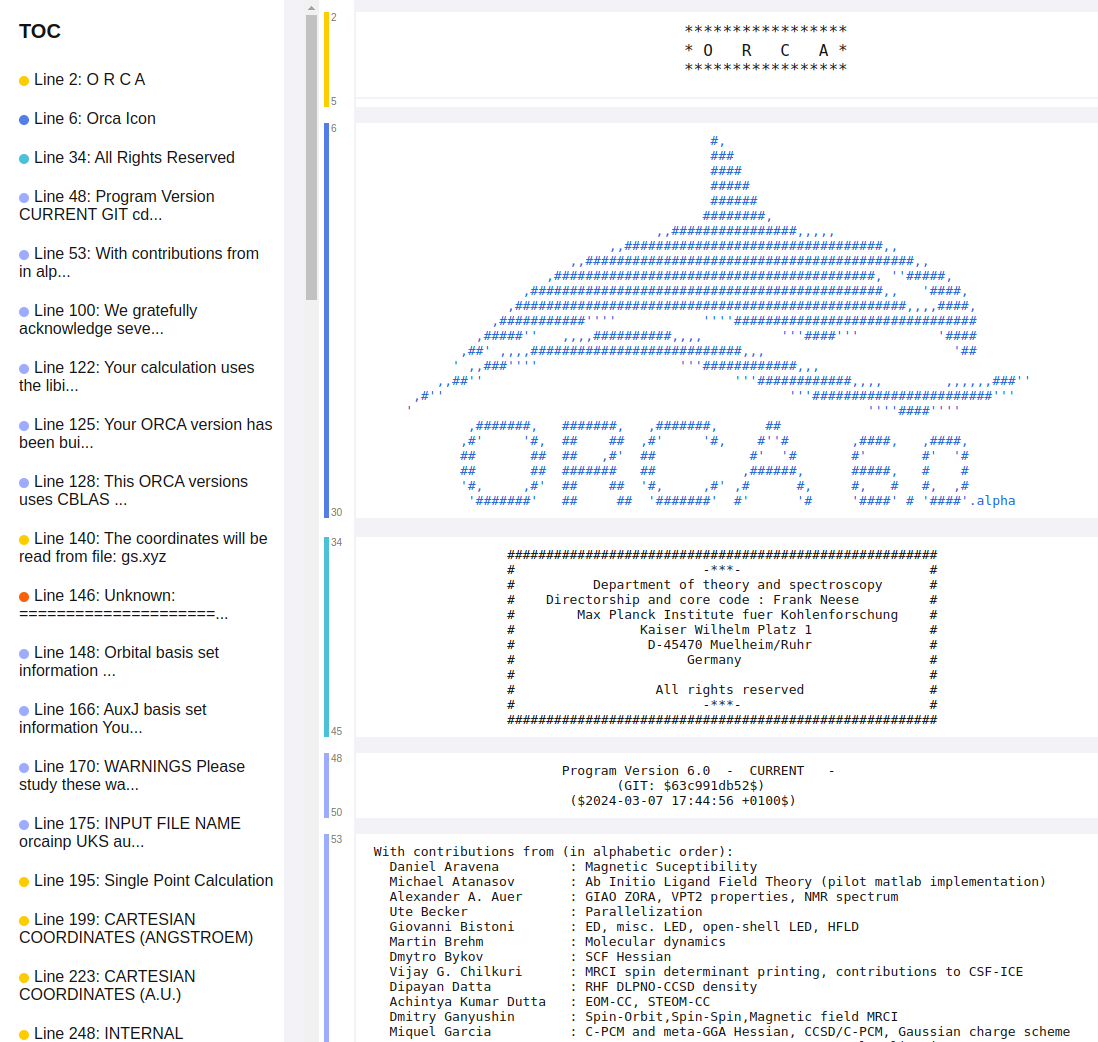 TOC
Line 2: O R C A
Line 6: Orca Icon
Line 34: All Rights Reserved
Line 48: Program Version
CURRENT GIT cd...
Line 53: With contributions from
in alp...
Line 100: We gratefully
acknowledge seve...
Line 122: Your calculation uses
the libi...
Line 125: Your ORCA version has
been bui...
Line 128: This ORCA versions
uses CBLAS ...
Line 140: The coordinates will be
read from file: gs.xyz
Line 146: Unknown:
=====================...
Line 148: Orbital basis set
information ...
Line 166: AuxJ basis set
information You...
Line 170: WARNINGS Please
study these wa...
Line 175: INPUT FILE NAME
orcainp UKS au...
Line 195: Single Point Calculation
Line 199: CARTESIAN
COORDINATES (ANGSTROEM)
Line 223: CARTESIAN
COORDINATES (A.U.)
Line 248: INTERNAL
2
*****************
* O   R   C   A *
*****************
5
6
.alpha
30
34
#######################################################
#                        -***-                        #
#          Department of theory and spectroscopy      #
#    Directorship and core code : Frank Neese         #
#        Max Planck Institute fuer Kohlenforschung    #
#                Kaiser Wilhelm Platz 1               #
#                 D-45470 Muelheim/Ruhr               #
#                      Germany                        #
#                                                     #
#                  All rights reserved                #
#                        -***-                        #
#######################################################
45
48
Program Version 6.0  -  CURRENT   -
(GIT: $63c991db52$)
($2024-03-07 17:44:56 +0100$)
50
53
With contributions from (in alphabetic order):
Daniel Aravena         : Magnetic Suceptibility
Michael Atanasov       : Ab Initio Ligand Field Theory (pilot matlab implementation)
Alexander A. Auer      : GIAO ZORA, VPT2 properties, NMR spectrum
Ute Becker             : Parallelization
Giovanni Bistoni       : ED, misc. LED, open-shell LED, HFLD
Martin Brehm           : Molecular dynamics
Dmytro Bykov           : SCF Hessian
Vijay G. Chilkuri      : MRCI spin determinant printing, contributions to CSF-ICE
Dipayan Datta          : RHF DLPNO-CCSD density
Achintya Kumar Dutta   : EOM-CC, STEOM-CC
Dmitry Ganyushin       : Spin-Orbit,Spin-Spin,Magnetic field MRCI
Miquel Garcia          : C-PCM and meta-GGA Hessian, CCSD/C-PCM, Gaussian charge scheme